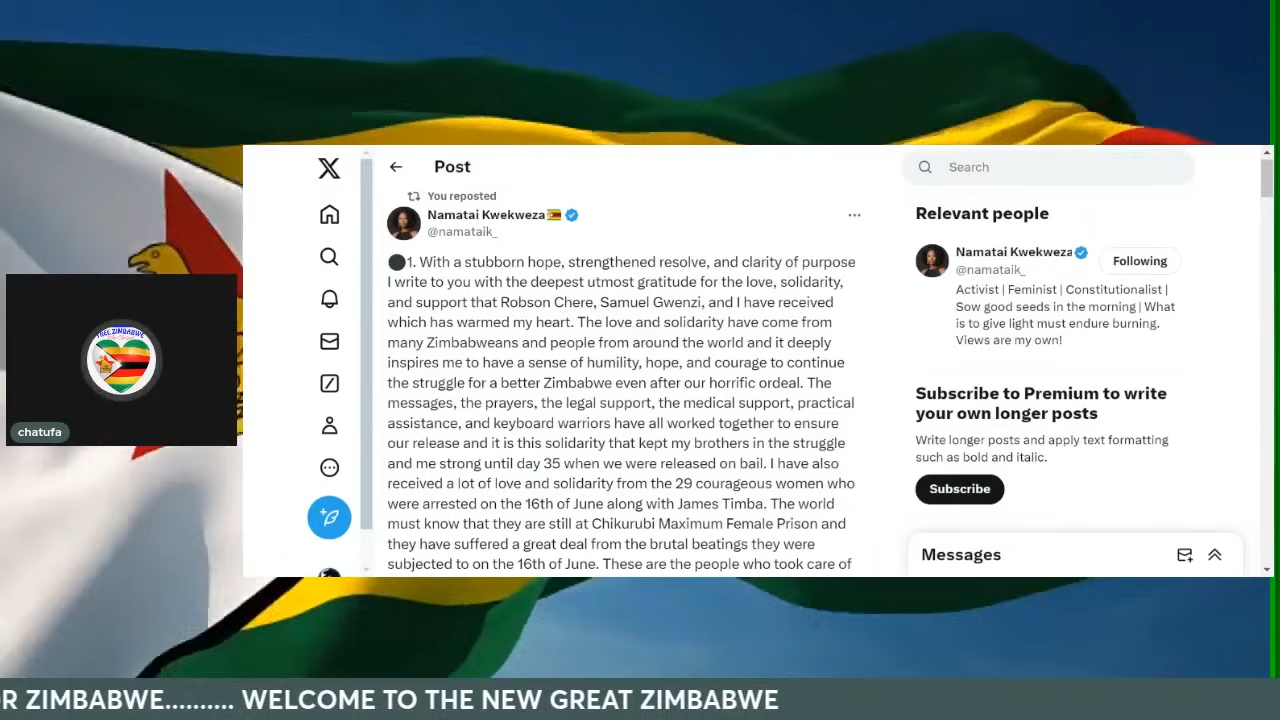 Post
Search
You reposted
Namatai Kwekweza
@namataik_
1. With a stubborn hope, strengthened resolve, and clarity of purpose
I write to you with the deepest utmost gratitude for the love, solidarity,
and support that Robson Chere, Samuel Gwenzi, and I have received
which has warmed my heart. The love and solidarity have come from
many Zimbabweans and people from around the world and it deeply
inspires me to have a sense of humility, hope, and courage to continue
the struggle for a better Zimbabwe even after our horrific ordeal. The
messages, the prayers, the legal support, the medical support, practical
assistance, and keyboard warriors have all worked together to ensure
our release and it is this solidarity that kept my brothers in the struggle
and me strong until day 35 when we were released on bail. I have also
received a lot of love and solidarity from the 29 courageous women who
were arrested on the 16th of June along with James Timba. The world
must know that they are still at Chikurubi Maximum Female Prison and
they have suffered a great deal from the brutal beatings they were
subjected to on the 16th of June. These are the people who took care of
Relevant people
Namatai Kwekweza
@namataik_
Following
Activist | Feminist | Constitutionalist |
Sow good seeds in the morning | What
is to give light must endure burning.
Views are my own!
Subscribe to Premium to write
your own longer posts
Write longer posts and apply text formatting
such as bold and italic.
Subscribe
Messages
chatufa
R ZIMBABWE.......... WELCOME TO THE NEW GREAT ZIMBABWE